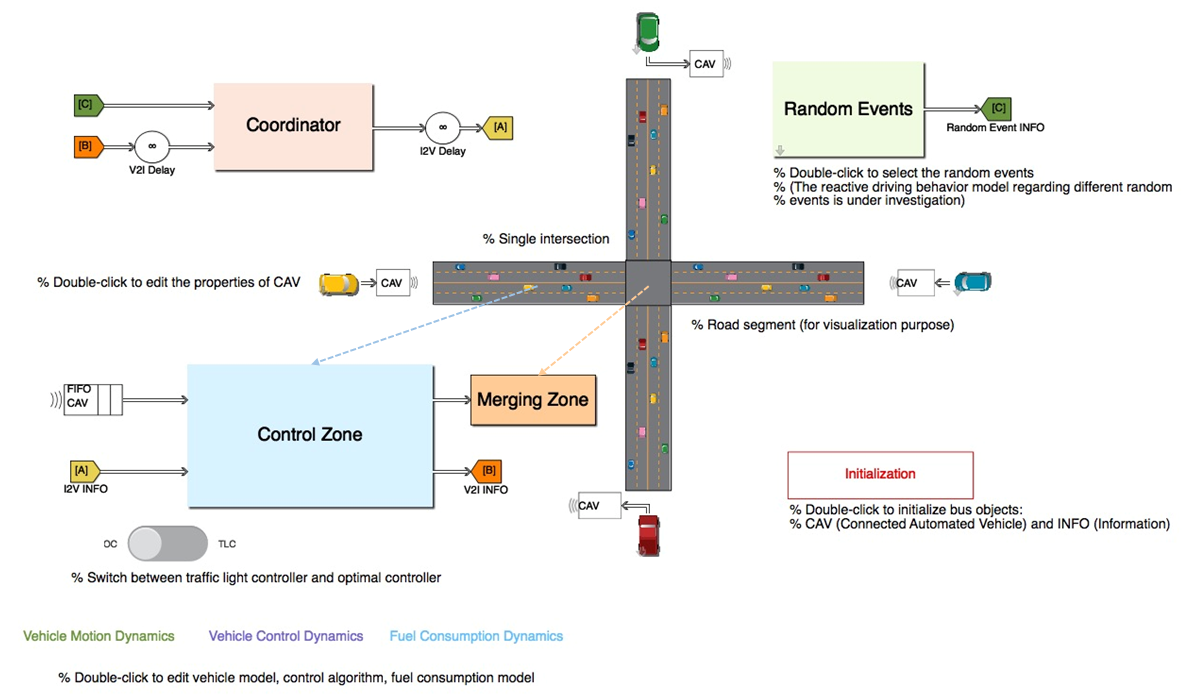 CAV
[C]
Coordinator
[B]
∞
V2I Delay
∞
I2V Delay
[A]
Random Events
[C]
Random Event INFO
% Double-click to select the random events
% (The reactive driving behavior model regarding different random
% events is under investigation)
% Single intersection
% Double-click to edit the properties of CAV
CAV
CAV
% Road segment (for visualization purpose)
FIFO
CAV
Control Zone
Merging Zone
[A]
I2V INFO
[B]
V2I INFO
CAV
Initialization
% Double-click to initialize bus objects:
% CAV (Connected Automated Vehicle) and INFO (Information)
OC
TLC
% Switch between traffic light controller and optimal controller
Vehicle Motion Dynamics
Vehicle Control Dynamics
Fuel Consumption Dynamics
% Double-click to edit vehicle model, control algorithm, fuel consumption model